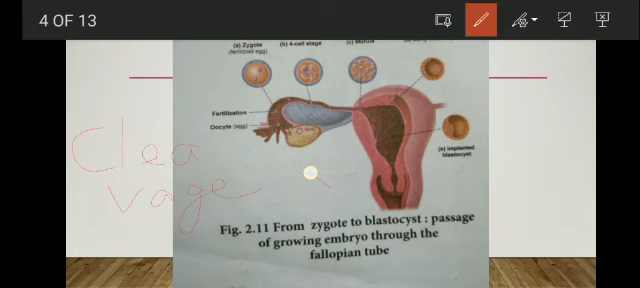 4 OF 13
(a) Zygote
(fertilized egg)
(b) 4-cell stage
(c) Morula
Fertilization
Oocyte (egg)
(e) Implanted
blastocyst
Clea
vage
Fig. 2.11 From zygote to blastocyst : passage
of growing embryo through the
fallopian tube